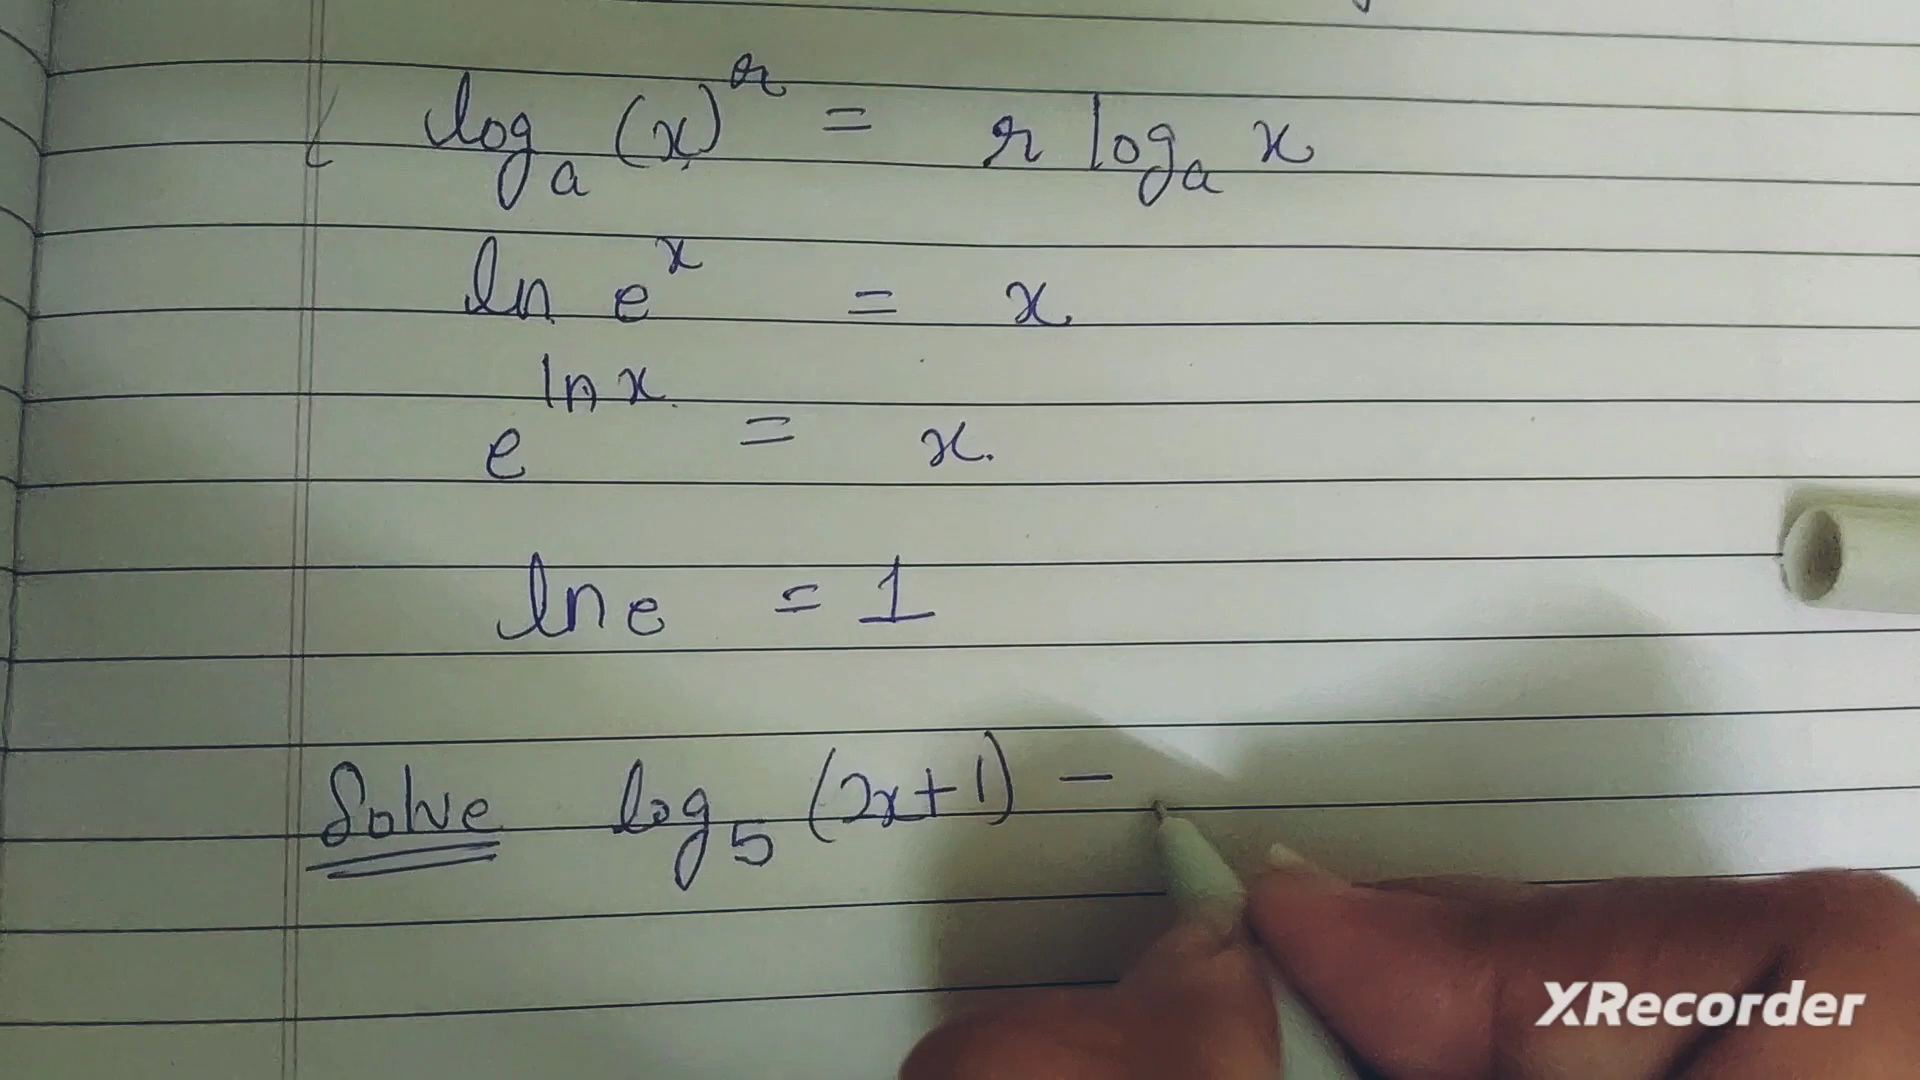 log_a (x)^r = r log_a x
ln e^x = x
e^ln x = x.
ln e = 1
Solve log_5 (2x+1) –
XRecorder